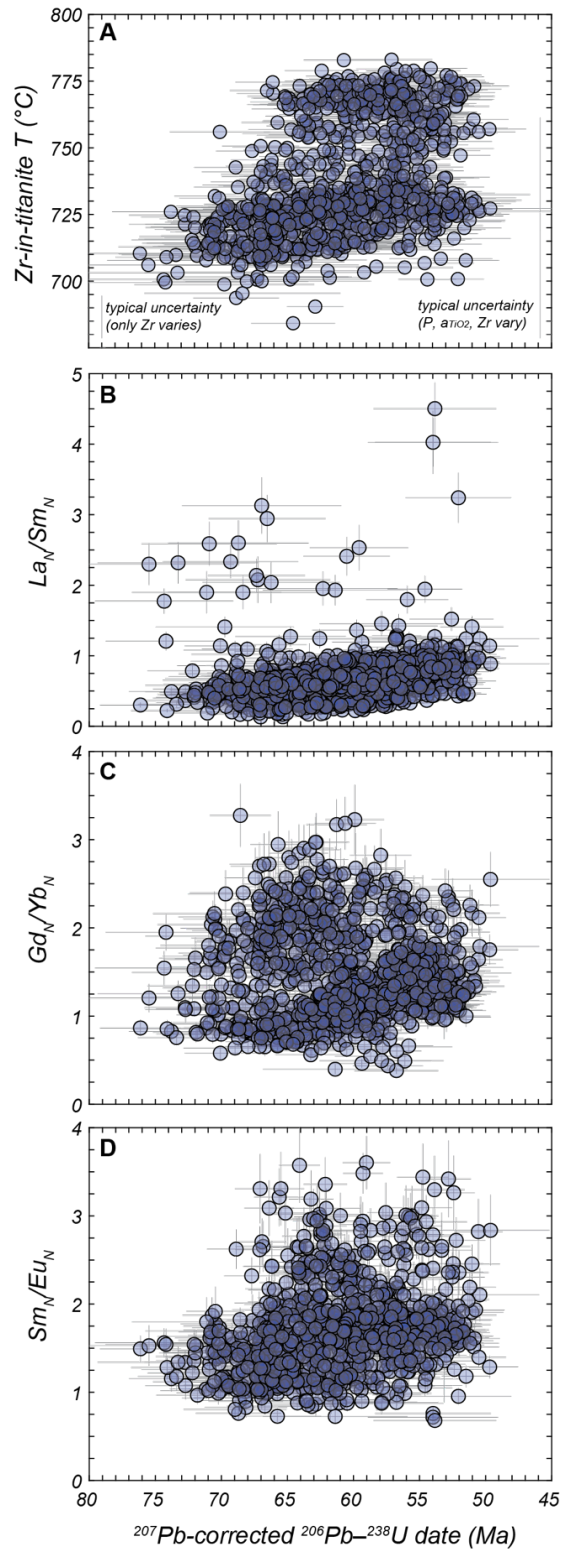 A
Zr-in-titanite T (°C)
800
775
750
725
700
typical uncertainty
(only Zr varies)
typical uncertainty
(P, aTiO2, Zr vary)
B
LaN/SmN
5
4
3
2
1
0
C
GdN/YbN
4
3
2
1
0
D
SmN/EuN
4
3
2
1
0
80 75 70 65 60 55 50 45
207Pb-corrected 206Pb–238U date (Ma)